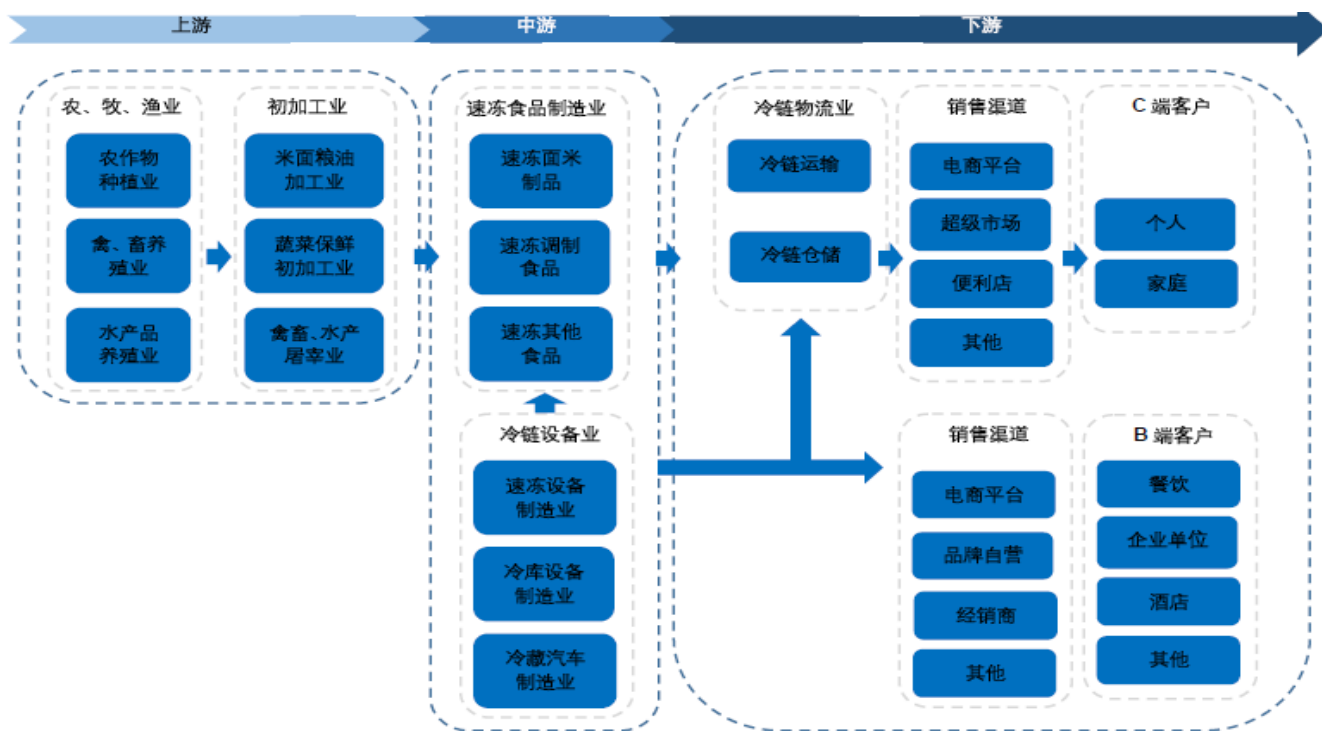 上游
中游
下游
农、牧、渔业
农作物
种植业
禽、畜养
殖业
水产品
养殖业
初加工业
米面粮油
加工业
蔬菜保鲜
初加工业
禽畜、水产
屠宰业
速冻食品制造业
速冻面米
制品
速冻调制
食品
速冻其他
食品
冷链设备业
速冻设备
制造业
冷库设备
制造业
冷藏汽车
制造业
冷链物流业
冷链运输
冷链仓储
销售渠道
电商平台
超级市场
便利店
其他
C 端客户
个人
家庭
销售渠道
电商平台
品牌自营
经销商
其他
B 端客户
餐饮
企业单位
酒店
其他